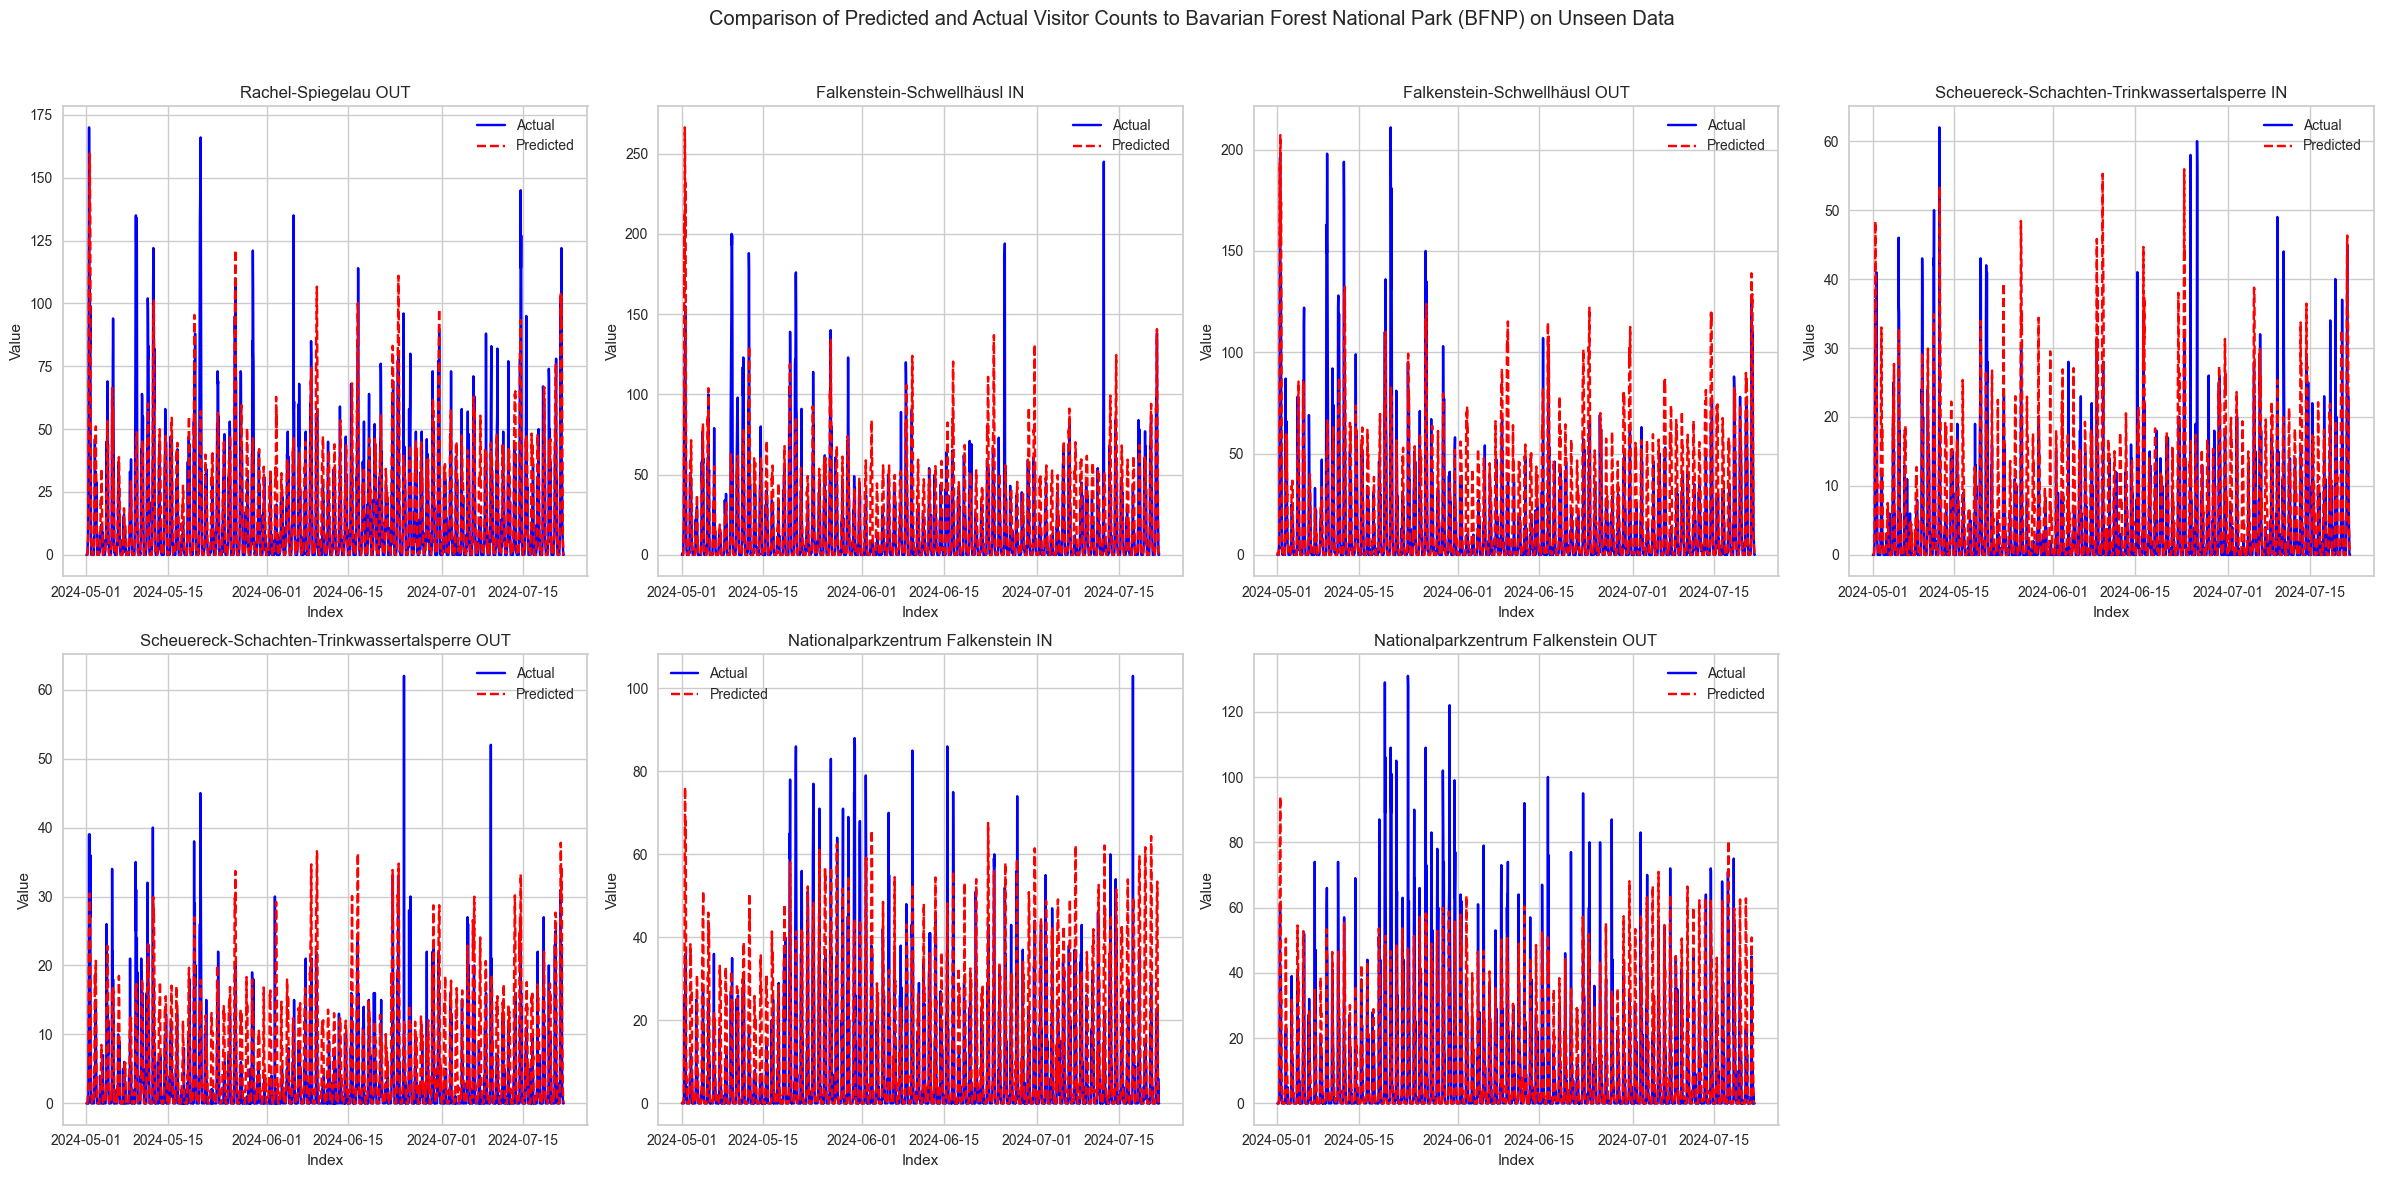 Comparison of Predicted and Actual Visitor Counts to Bavarian Forest National Park (BFNP) on Unseen Data
Rachel-Spiegelau OUT
175
150
125
100
75
50
25
0
Value
Actual
Predicted
2024-05-01 2024-05-15 2024-06-01 2024-06-15 2024-07-01 2024-07-15
Index
Falkenstein-Schwellhäusl IN
250
200
150
100
50
0
Value
Actual
Predicted
2024-05-01 2024-05-15 2024-06-01 2024-06-15 2024-07-01 2024-07-15
Index
Falkenstein-Schwellhäusl OUT
200
150
100
50
0
Value
Actual
Predicted
2024-05-01 2024-05-15 2024-06-01 2024-06-15 2024-07-01 2024-07-15
Index
Scheuereck-Schachten-Trinkwassertalsperre IN
60
50
40
30
20
10
0
Value
Actual
Predicted
2024-05-01 2024-05-15 2024-06-01 2024-06-15 2024-07-01 2024-07-15
Index
Scheuereck-Schachten-Trinkwassertalsperre OUT
60
50
40
30
20
10
0
Value
Actual
Predicted
2024-05-01 2024-05-15 2024-06-01 2024-06-15 2024-07-01 2024-07-15
Index
Nationalparkzentrum Falkenstein IN
100
80
60
40
20
0
Value
Actual
Predicted
2024-05-01 2024-05-15 2024-06-01 2024-06-15 2024-07-01 2024-07-15
Index
Nationalparkzentrum Falkenstein OUT
120
100
80
60
40
20
0
Value
Actual
Predicted
2024-05-01 2024-05-15 2024-06-01 2024-06-15 2024-07-01 2024-07-15
Index